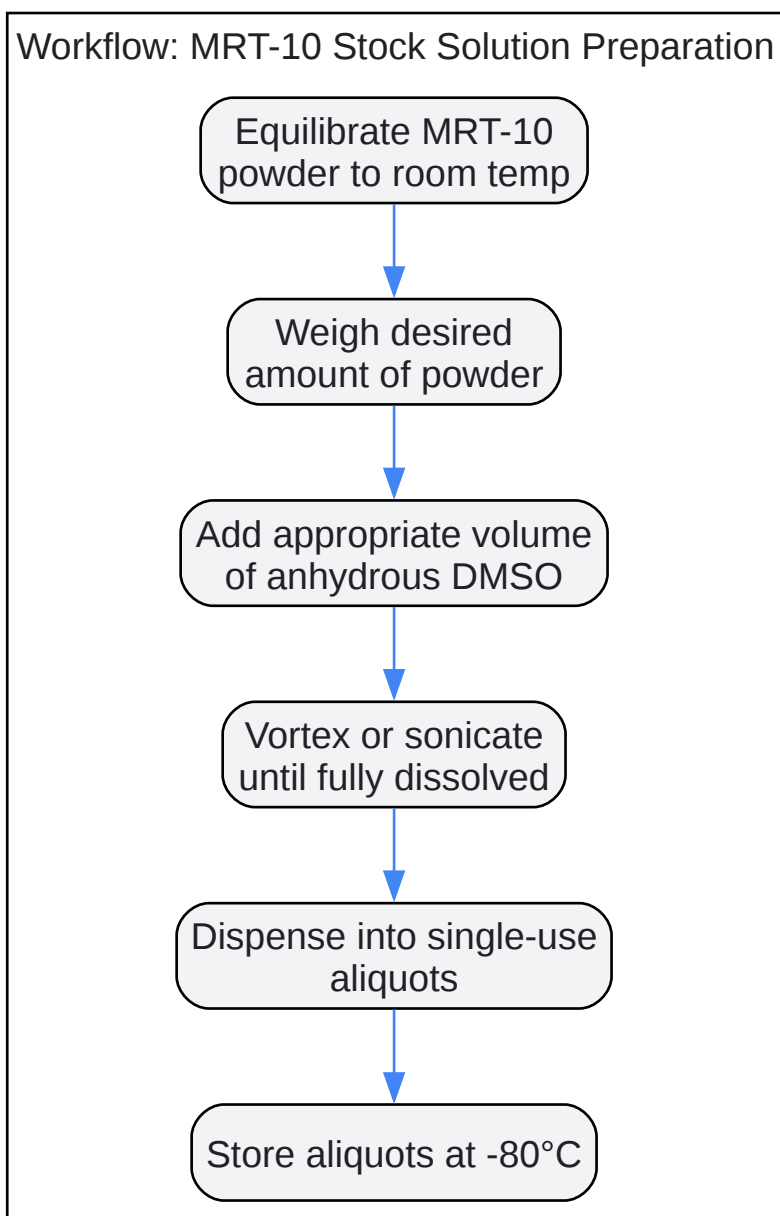 Workflow: MRT-10 Stock Solution Preparation
Equilibrate MRT-10
powder to room temp
Weigh desired
amount of powder
Add appropriate volume
of anhydrous DMSO
Vortex or sonicate
until fully dissolved
Dispense into single-use
aliquots
Store aliquots at -80°C